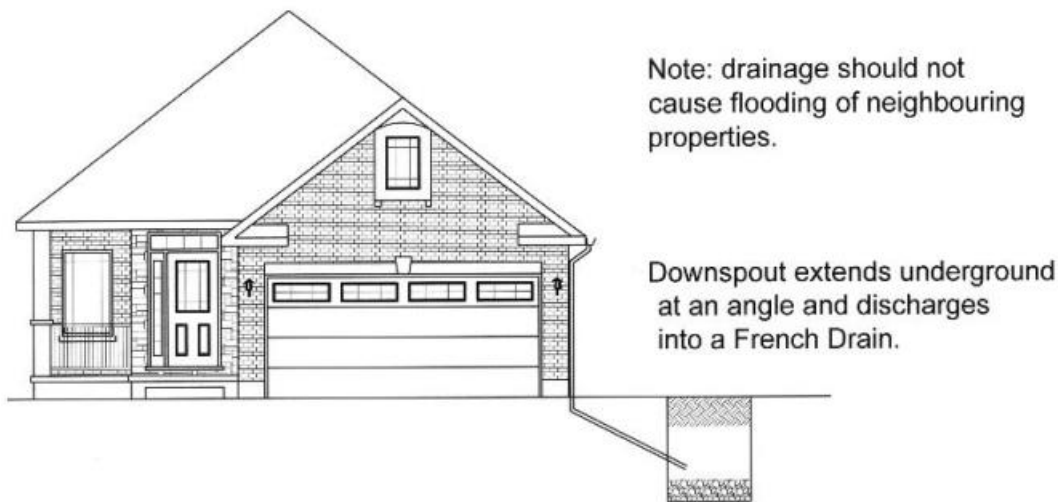 Note: drainage should not
cause flooding of neighbouring
properties.
Downspout extends underground
at an angle and discharges
into a French Drain.